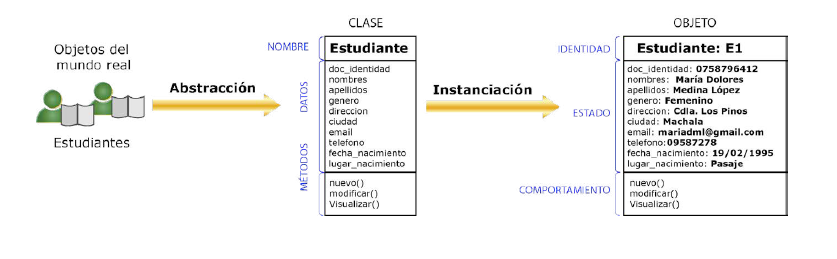 Objetos del
mundo real
Estudiantes
Abstracción
CLASE
NOMBRE
Estudiante
DATOS
doc_identidad
nombres
apellidos
genero
direccion
ciudad
email
telefono
fecha_nacimiento
lugar_nacimiento
MÉTODOS
nuevo()
modificar()
Visualizar()
Instanciación
OBJETO
IDENTIDAD
Estudiante: E1
ESTADO
doc_identidad: 0758796412
nombres: María Dolores
apellidos: Medina López
genero: Femenino
direccion: Cdla. Los Pinos
ciudad: Machala
email: mariadml@gmail.com
telefono:09587278
fecha_nacimiento: 19/02/1995
lugar_nacimiento: Pasaje
COMPORTAMIENTO
nuevo()
modificar()
Visualizar()